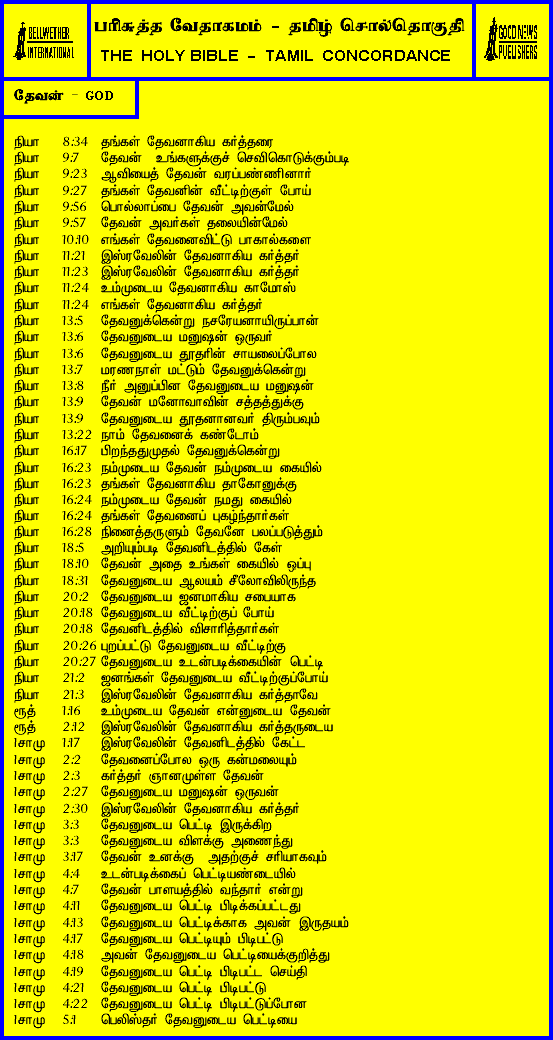 BELLWETHER
INTERNATIONAL
பரிசுத்த வேதாகமம் - தமிழ் சொல்தொகுதி
THE HOLY BIBLE - TAMIL CONCORDANCE
GOOD NEWS
PUBLISHERS
தேவன் - GOD
நியா 8:34 தங்கள் தேவனாகிய கர்த்தரை
நியா 9:7 தேவன் உங்களுக்குச் செவிகொடுக்கும்படி
நியா 9:23 ஆவியைத் தேவன் வரப்பண்ணினார்
நியா 9:27 தங்கள் தேவனின் வீட்டிற்குள் போய்
நியா 9:56 பொல்லாப்பை தேவன் அவன்மேல்
நியா 9:57 தேவன் அவர்கள் தலையின்மேல்
நியா 10:10 எங்கள் தேவனைவிட்டு பாகால்களை
நியா 11:21 இஸ்ரவேலின் தேவனாகிய கர்த்தர்
நியா 11:23 இஸ்ரவேலின் தேவனாகிய கர்த்தர்
நியா 11:24 உம்முடைய தேவனாகிய காமோஸ்
நியா 11:24 எங்கள் தேவனாகிய கர்த்தர்
நியா 13:5 தேவனுக்கென்று நசரேயனாயிருப்பான்
நியா 13:6 தேவனுடைய மனுஷன் ஒருவர்
நியா 13:6 தேவனுடைய தூதரின் சாயலைப்போல
நியா 13:7 மரணநாள் மட்டும் தேவனுக்கென்று
நியா 13:8 நீர் அனுப்பின தேவனுடைய மனுஷன்
நியா 13:9 தேவன் மனோவாவின் சத்தத்துக்கு
நியா 13:9 தேவனுடைய தூதனானவர் திரும்பவும்
நியா 13:22 நாம் தேவனைக் கண்டோம்
நியா 16:17 பிறந்ததுமுதல் தேவனுக்கென்று
நியா 16:23 நம்முடைய தேவன் நம்முடைய கையில்
நியா 16:23 தங்கள் தேவனாகிய தாகோனுக்கு
நியா 16:24 நம்முடைய தேவன் நமது கையில்
நியா 16:24 தங்கள் தேவனைப் புகழ்ந்தார்கள்
நியா 16:28 நினைத்தருளும் தேவனே பலப்படுத்தும்
நியா 18:5 அறியும்படி தேவனிடத்தில் கேள்
நியா 18:10 தேவன் அதை உங்கள் கையில் ஒப்பு
நியா 18:31 தேவனுடைய ஆலயம் சீலோவிலிருந்த
நியா 20:2 தேவனுடைய ஜனமாகிய சபையாக
நியா 20:18 தேவனுடைய வீட்டிற்குப் போய்
நியா 20:18 தேவனிடத்தில் விசாரித்தார்கள்
நியா 20:26 புறப்பட்டு தேவனுடைய வீட்டிற்கு
நியா 20:27 தேவனுடைய உடன்படிக்கையின் பெட்டி
நியா 21:2 ஜனங்கள் தேவனுடைய வீட்டிற்குப்போய்
நியா 21:3 இஸ்ரவேலின் தேவனாகிய கர்த்தாவே
ரூத் 1:16 உம்முடைய தேவன் என்னுடைய தேவன்
ரூத் 2:12 இஸ்ரவேலின் தேவனாகிய கர்த்தருடைய
1சாமு 1:17 இஸ்ரவேலின் தேவனிடத்தில் கேட்ட
1சாமு 2:2 தேவனைப்போல ஒரு கன்மலையும்
1சாமு 2:3 கர்த்தர் ஞானமுள்ள தேவன்
1சாமு 2:27 தேவனுடைய மனுஷன் ஒருவன்
1சாமு 2:30 இஸ்ரவேலின் தேவனாகிய கர்த்தர்
1சாமு 3:3 தேவனுடைய பெட்டி இருக்கிற
1சாமு 3:3 தேவனுடைய விளக்கு அணைந்து
1சாமு 3:17 தேவன் உனக்கு அதற்குச் சரியாகவும்
1சாமு 4:4 உடன்படிக்கைப் பெட்டியண்டையில்
1சாமு 4:7 தேவன் பாளயத்தில் வந்தார் என்று
1சாமு 4:11 தேவனுடைய பெட்டி பிடிக்கப்பட்டது
1சாமு 4:13 தேவனுடைய பெட்டிக்காக அவன் இருதயம்
1சாமு 4:17 தேவனுடைய பெட்டியும் பிடிபட்டு
1சாமு 4:18 அவன் தேவனுடைய பெட்டியைக்குறித்து
1சாமு 4:19 தேவனுடைய பெட்டி பிடிபட்ட செய்தி
1சாமு 4:21 தேவனுடைய பெட்டி பிடிபட்டு
1சாமு 4:22 தேவனுடைய பெட்டி பிடிபட்டுப்போன
1சாமு 5:1 பெலிஸ்தர் தேவனுடைய பெட்டியை